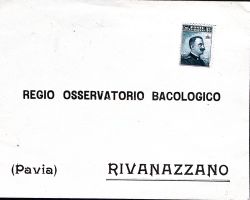 REGIO OSSERVATORIO BACOLOGICO
(Pavia) RIVANAZZANO